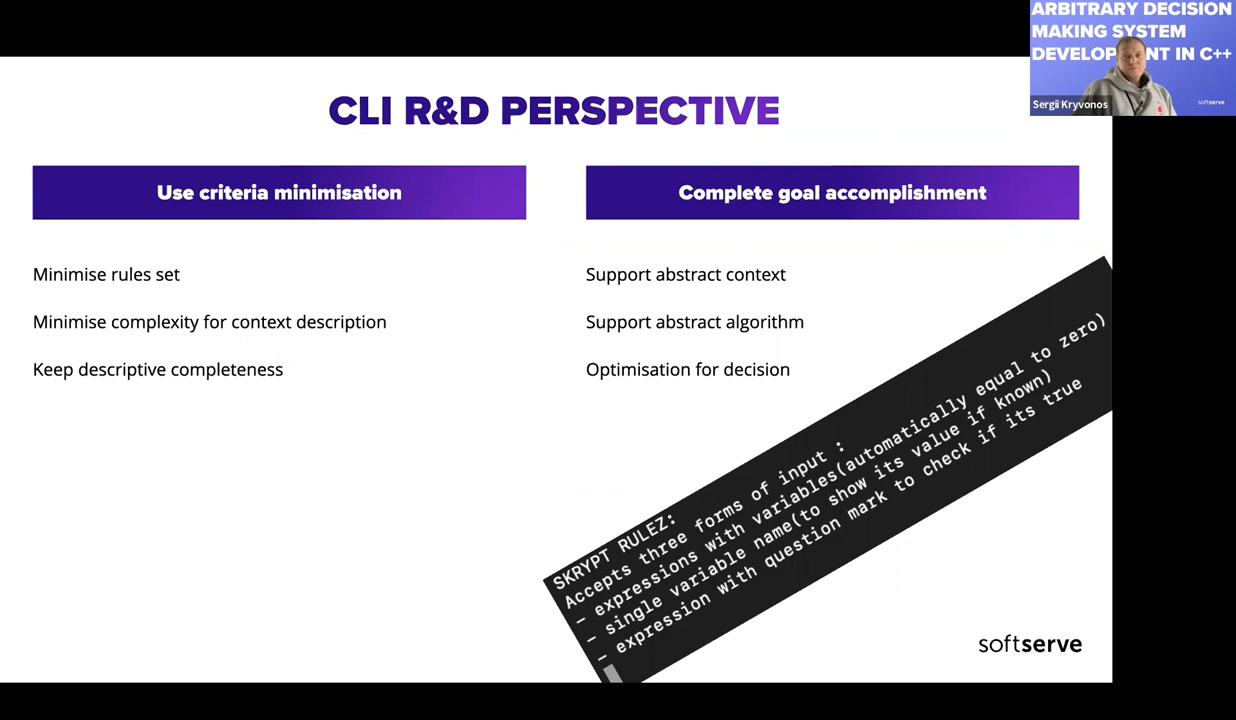 ARBITRARY DECISION
MAKING SYSTEM
DEVELOP NT IN C++
Sergii Kryvonos
softserve
CLI R&D PERSPECTIVE
Use criteria minimisation
Minimise rules set
Minimise complexity for context description
Keep descriptive completeness
Complete goal accomplishment
Support abstract context
Support abstract algorithm
Optimisation for decision
SKRYPT RULEZ:
Accepts three forms of input :
- expressions with variables(automatically equal to zero)
- single variable name(to show its value if known)
- expression with question mark to check if its true
softserve